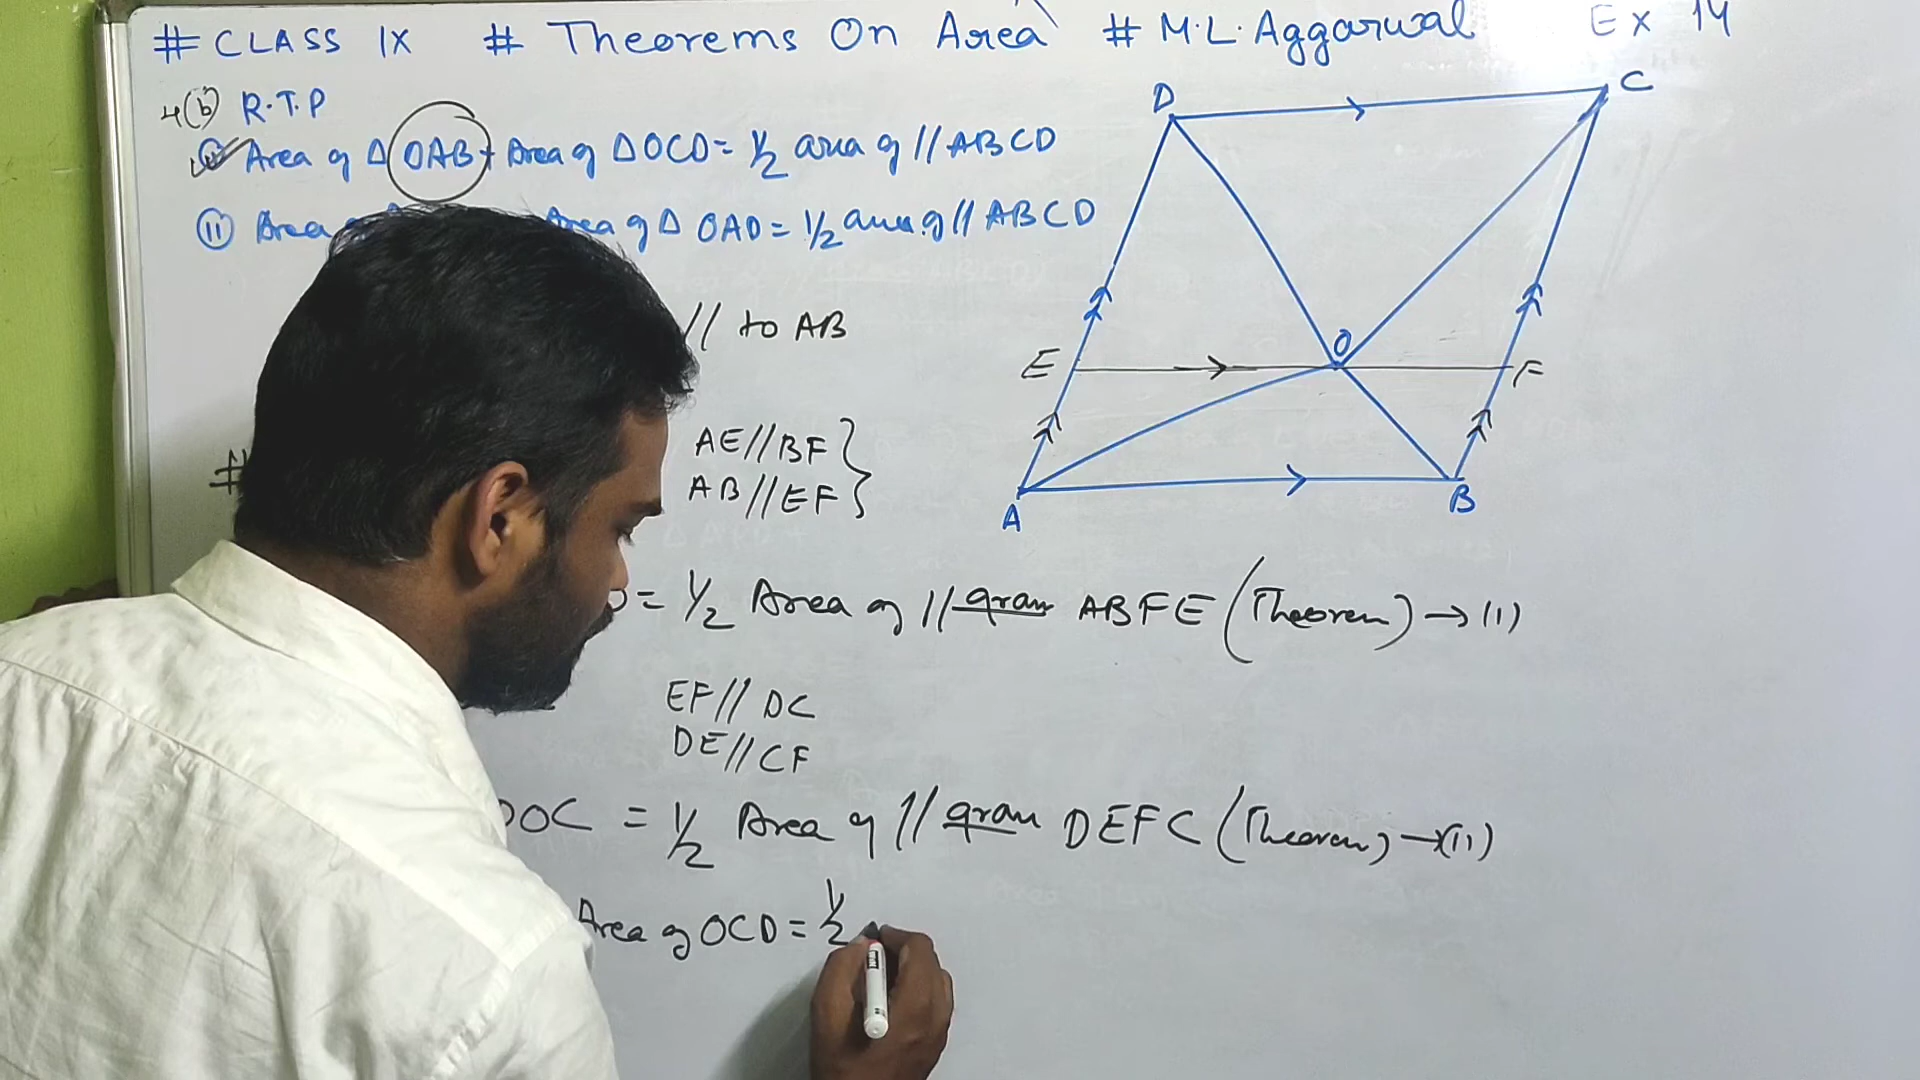 # CLASS IX # Theorems On Area # M.L. Aggarwal Ex 14
4(b) R.T.P
(i) Area of Δ OAB + Area of Δ OCD = 1/2 area of // ABCD
(ii) Area of Area of Δ OAD = 1/2 area of // ABCD
// to AB
#
AE // BF }
AB // EF }
= 1/2 Area of //gram ABFE (Theorem) → (1)
EF // DC
DE // CF
DOC = 1/2 Area of //gram DEFC (Theorem) → (11)
Area of OCD = 1/2
D
C
E
O
F
A
B